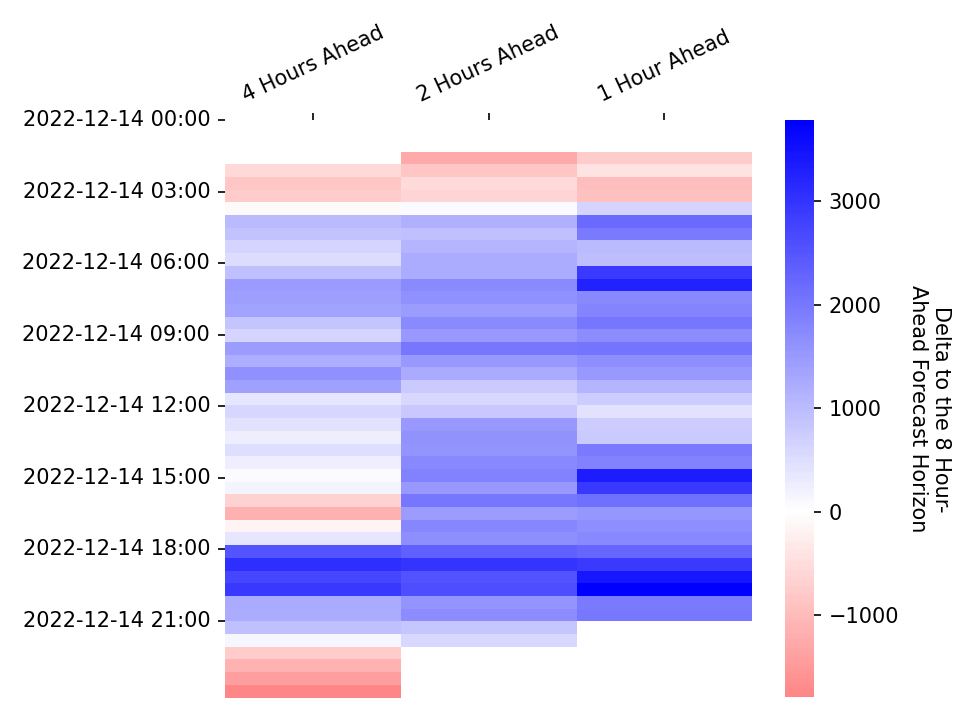 4 Hours Ahead
2 Hours Ahead
1 Hour Ahead
2022-12-14 00:00
2022-12-14 03:00
2022-12-14 06:00
2022-12-14 09:00
2022-12-14 12:00
2022-12-14 15:00
2022-12-14 18:00
2022-12-14 21:00
3000
2000
1000
0
−1000
Delta to the 8 Hour-
Ahead Forecast Horizon